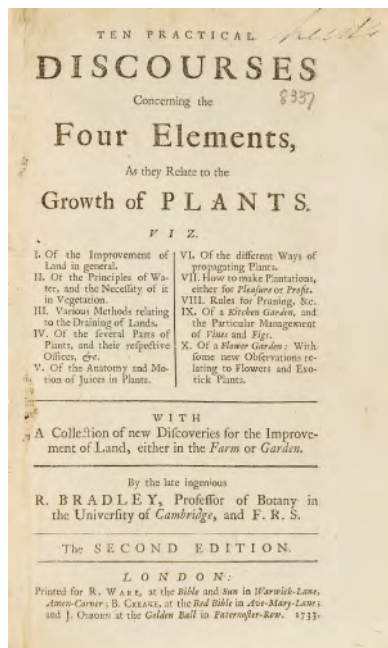 TEN PRACTICAL
DISCOURSES
Concerning the
8337
Four Elements,
As they Relate to the
Growth of PLANTS.
VIZ.
I. Of the Improvement of
Land in general.
II. Of the Principles of Wa-
ter, and the Neceſſity of it
in Vegetation.
III. Various Methods relating
to the Draining of Lands.
IV. Of the ſeveral Parts of
Plants, and their reſpective
Offices, &c.
V. Of the Anatomy and Mo-
tion of Juices in Plants.
VI. Of the different Ways of
propagating Plants.
VII. How to make Plantations,
either for Pleaſure or Profit.
VIII. Rules for Pruning, &c.
IX. Of a Kitchen Garden, and
the Particular Management
of Vines and Figs.
X. Of a Flower Garden: With
ſome new Obſervations re-
lating to Flowers and Exo-
tick Plants.
WITH
A Collection of new Diſcoveries for the Improve-
ment of Land, either in the Farm or Garden.
By the late ingenious
R. BRADLEY, Profeſſor of Botany in
the Univerſity of Cambridge, and F. R. S.
The SECOND EDITION.
LONDON:
Printed for R. WARE, at the Bible and Sun in Warwick-Lane,
Amen-Corner; B. CREAKE, at the Red Bible in Ave-Mary-Lane;
and J. OSBORN at the Golden Ball in Paternoſter-Row. 1733.